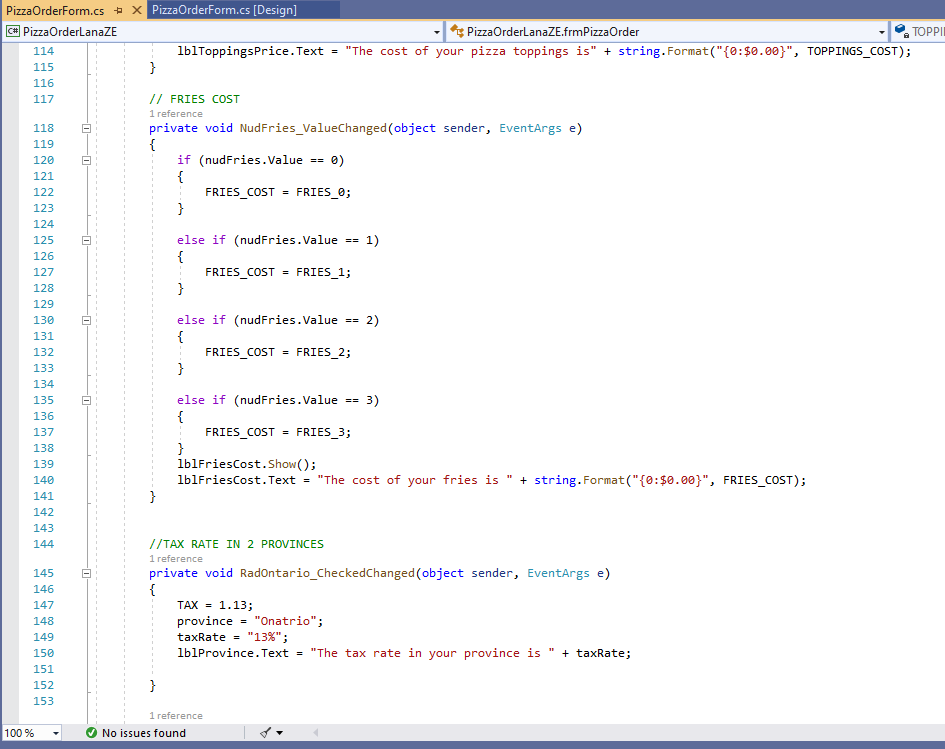 PizzaOrderForm.cs PizzaOrderForm.cs [Design]
C# PizzaOrderLanaZE PizzaOrderLanaZE.frmPizzaOrder TOPPI
114 lblToppingsPrice.Text = "The cost of your pizza toppings is" + string.Format("{0:$0.00}", TOPPINGS_COST);
115 }
116
117 // FRIES COST
1 reference
118 private void NudFries_ValueChanged(object sender, EventArgs e)
119 {
120 if (nudFries.Value == 0)
121 {
122 FRIES_COST = FRIES_0;
123 }
124
125 else if (nudFries.Value == 1)
126 {
127 FRIES_COST = FRIES_1;
128 }
129
130 else if (nudFries.Value == 2)
131 {
132 FRIES_COST = FRIES_2;
133 }
134
135 else if (nudFries.Value == 3)
136 {
137 FRIES_COST = FRIES_3;
138 }
139 lblFriesCost.Show();
140 lblFriesCost.Text = "The cost of your fries is " + string.Format("{0:$0.00}", FRIES_COST);
141 }
142
143
144 //TAX RATE IN 2 PROVINCES
1 reference
145 private void RadOntario_CheckedChanged(object sender, EventArgs e)
146 {
147 TAX = 1.13;
148 province = "Onatrio";
149 taxRate = "13%";
150 lblProvince.Text = "The tax rate in your province is " + taxRate;
151
152 }
153
1 reference
100 % No issues found